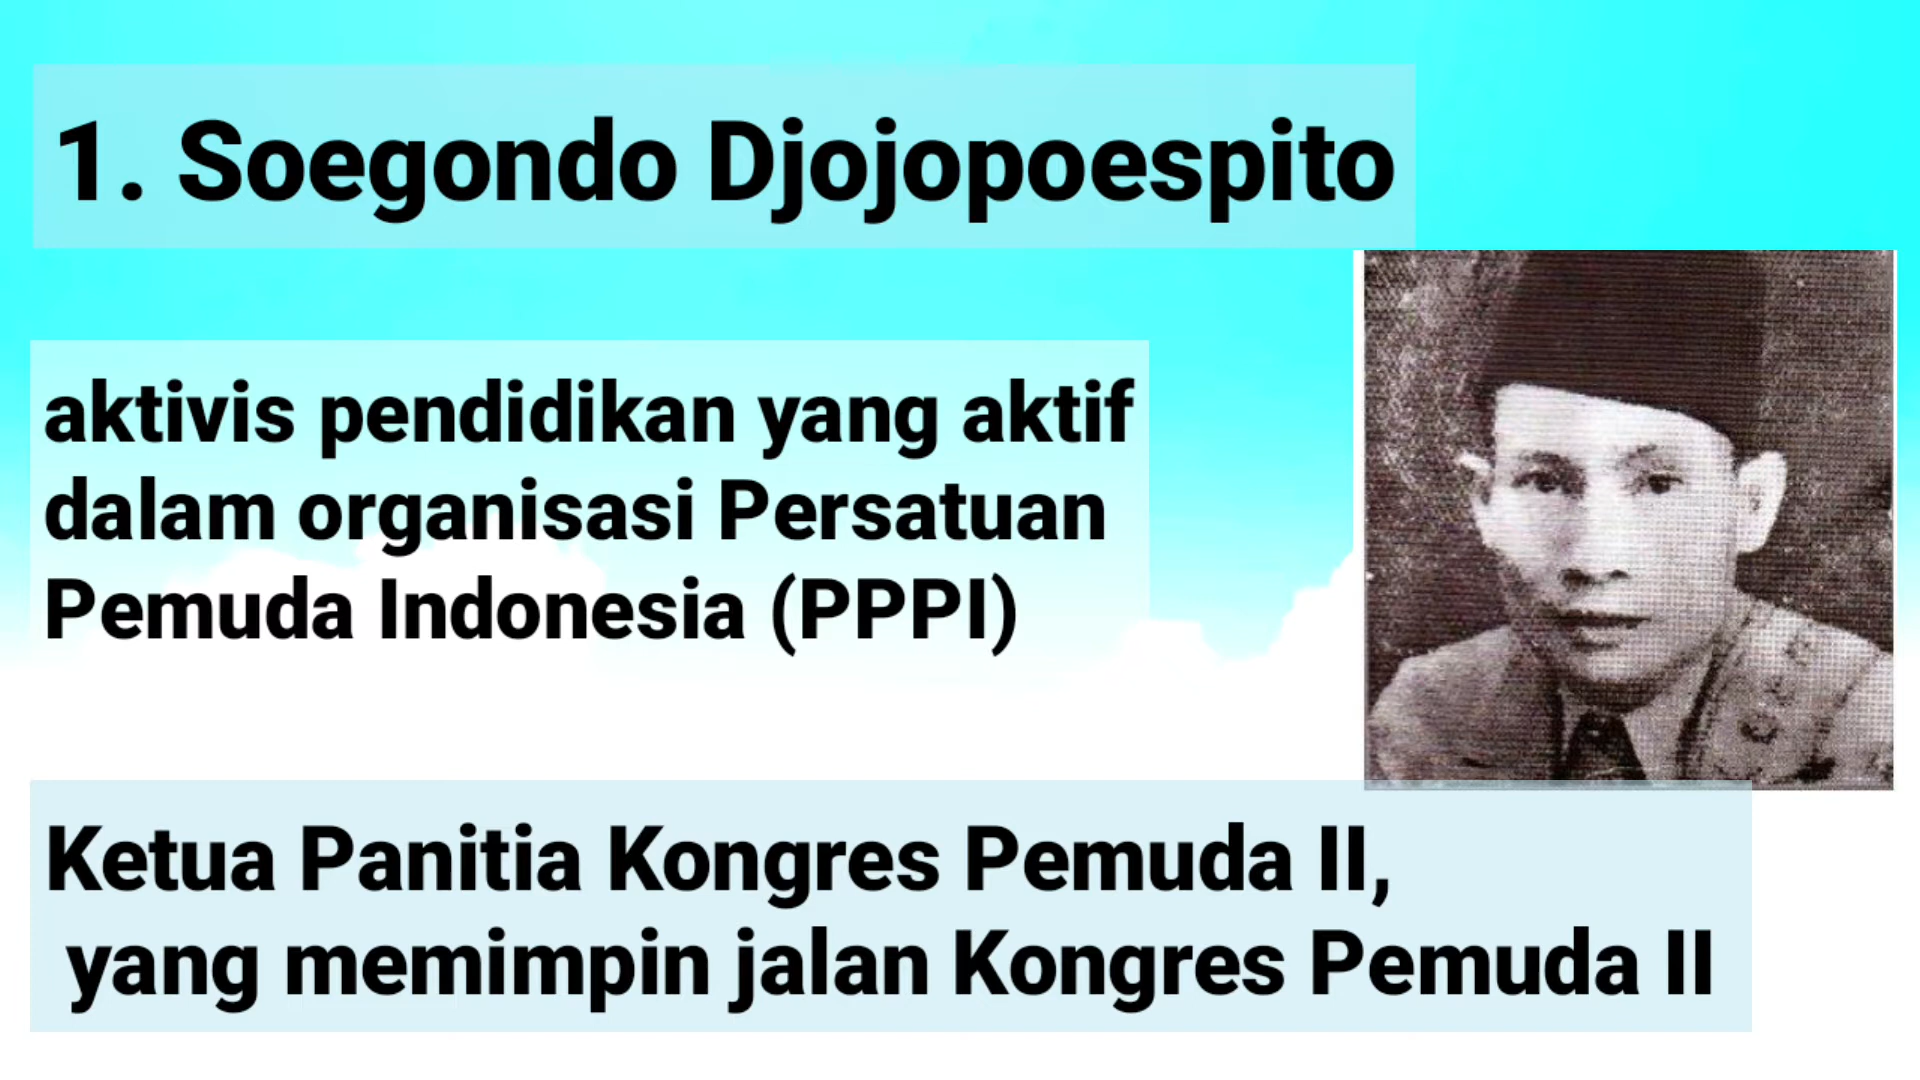 1. Soegondo Djojopoespito
aktivis pendidikan yang aktif
dalam organisasi Persatuan
Pemuda Indonesia (PPPI)
Ketua Panitia Kongres Pemuda II,
yang memimpin jalan Kongres Pemuda II